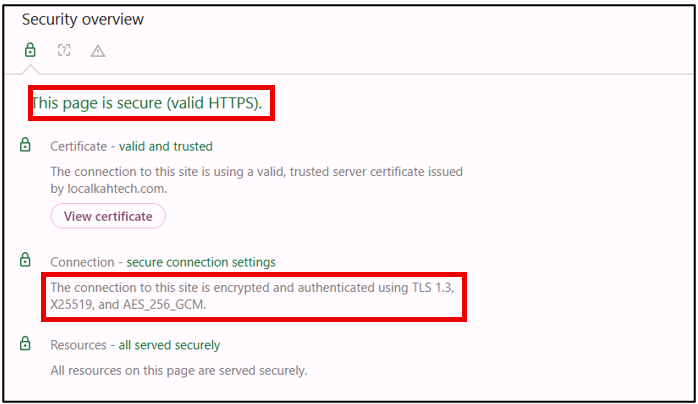 Security overview
This page is secure (valid HTTPS).
Certificate - valid and trusted
The connection to this site is using a valid, trusted server certificate issued
by localkahtech.com.
View certificate
Connection - secure connection settings
The connection to this site is encrypted and authenticated using TLS 1.3,
X25519, and AES_256_GCM.
Resources - all served securely
All resources on this page are served securely.